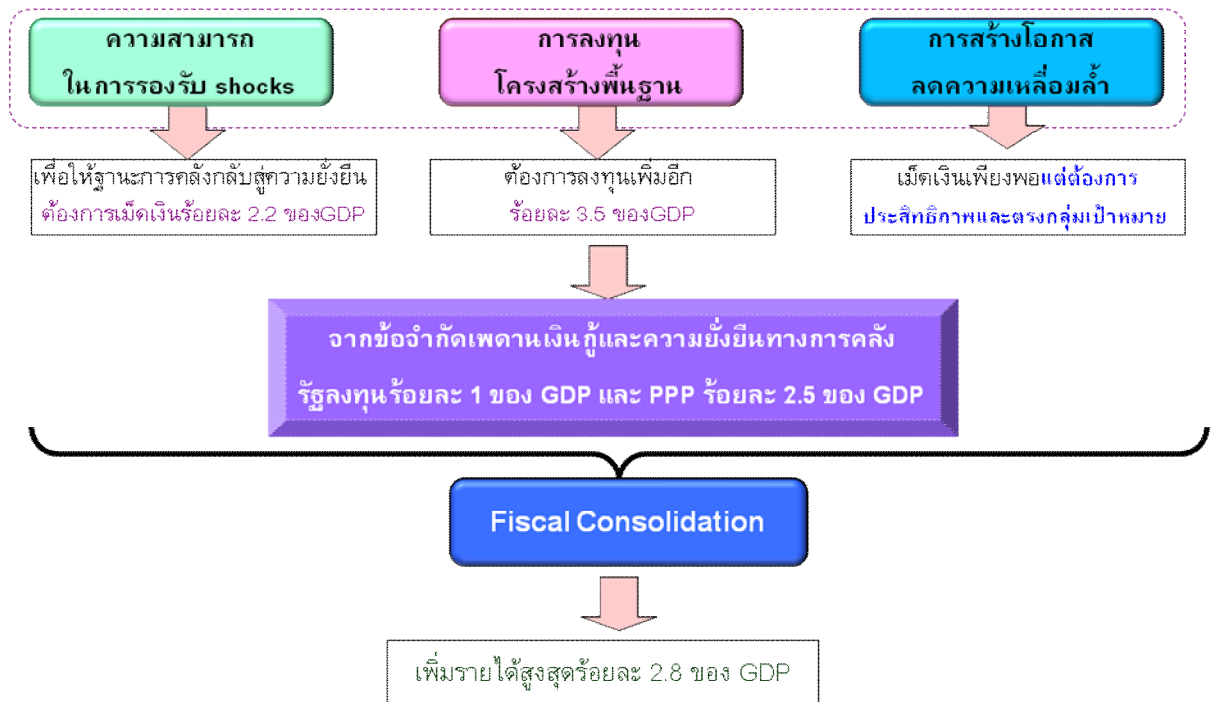 ความสามารถ
ในการรองรับ shocks
การลงทุน
โครงสร้างพื้นฐาน
การสร้างโอกาส
ลดความเหลื่อมล้ำ
เพื่อให้ฐานะการคลังกลับสู่ความยั่งยืน
ต้องการเม็ดเงินร้อยละ 2.2 ของGDP
ต้องการลงทุนเพิ่มอีก
ร้อยละ 3.5 ของGDP
เม็ดเงินเพียงพอแต่ต้องการ
ประสิทธิภาพและตรงกลุ่มเป้าหมาย
จากข้อจำกัดเพดานเงินกู้และความยั่งยืนทางการคลัง
รัฐลงทุนร้อยละ 1 ของ GDP และ PPP ร้อยละ 2.5 ของ GDP
Fiscal Consolidation
เพิ่มรายได้สูงสุดร้อยละ 2.8 ของ GDP